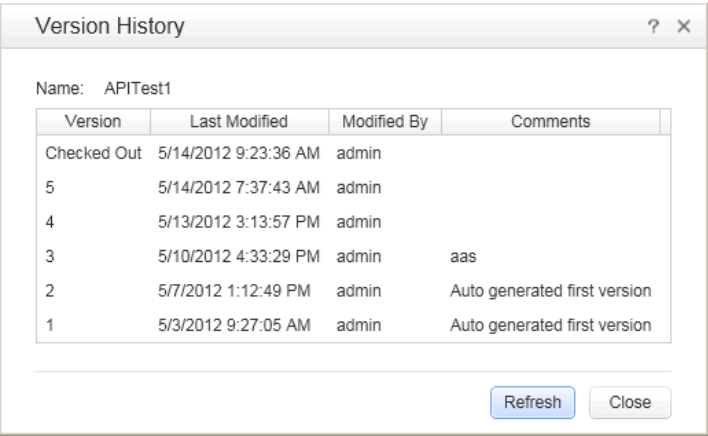 Version History ? ×
Name: APITest1
Version Last Modified Modified By Comments
Checked Out 5/14/2012 9:23:36 AM admin
5 5/14/2012 7:37:43 AM admin
4 5/13/2012 3:13:57 PM admin
3 5/10/2012 4:33:29 PM admin aas
2 5/7/2012 1:12:49 PM admin Auto generated first version
1 5/3/2012 9:27:05 AM admin Auto generated first version
Refresh Close